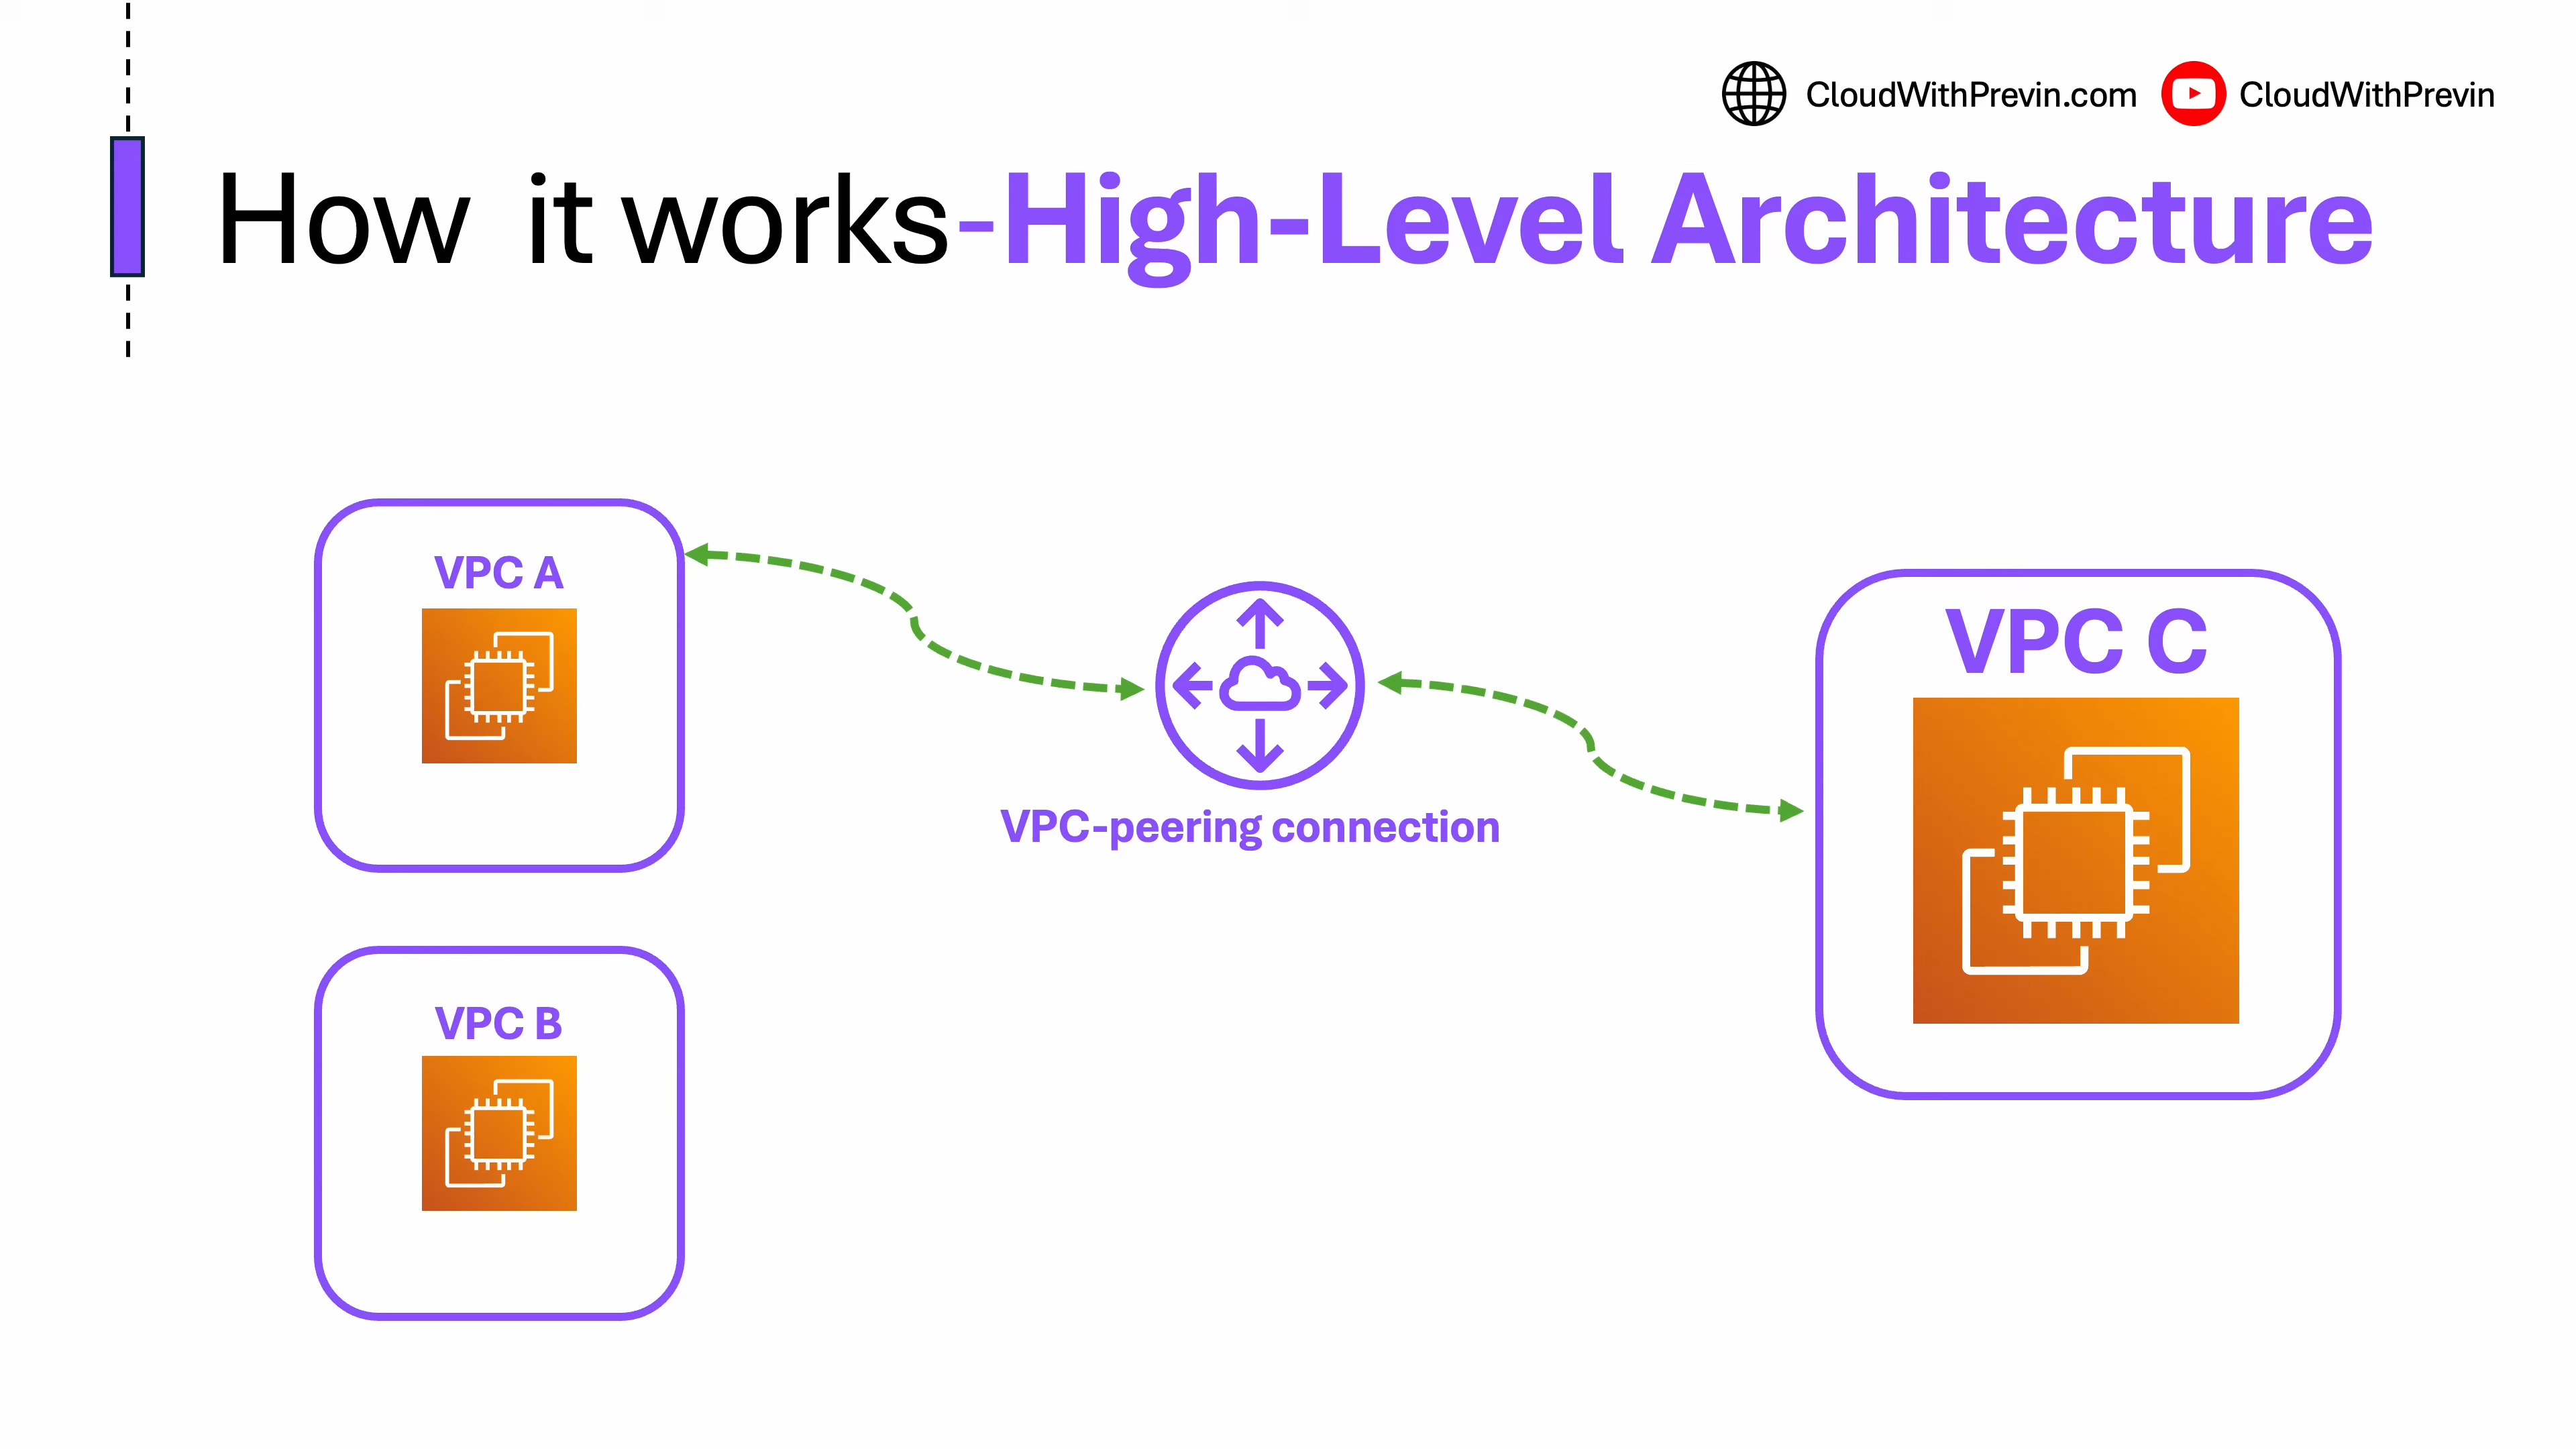 CloudWithPrevin.com CloudWithPrevin
How it works-High-Level Architecture
VPC A
VPC-peering connection
VPC C
VPC B